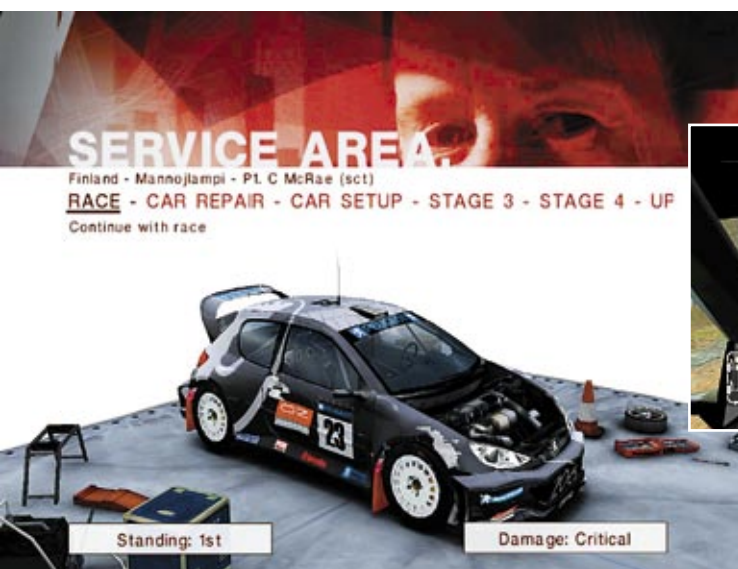 SERVICE AREA.
Finland - Mannojlampi - P1. C McRae (sct)
RACE - CAR REPAIR - CAR SETUP - STAGE 3 - STAGE 4 - UP
Continue with race
23
Standing: 1st
Damage: Critical